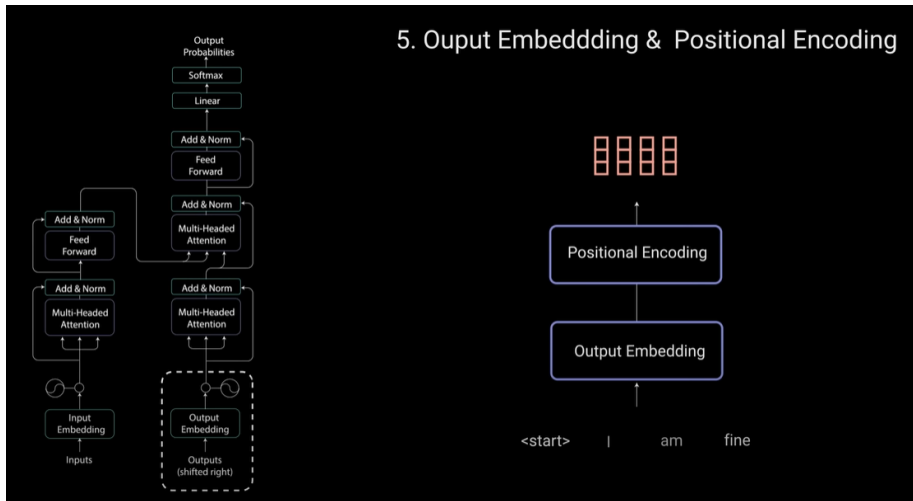 5. Ouput Embeddding & Positional Encoding
Output
Probabilities
Softmax
Linear
Add & Norm
Feed
Forward
Add & Norm
Multi-Headed
Attention
Add & Norm
Multi-Headed
Attention
Output
Embedding
Outputs
(shifted right)
Add & Norm
Feed
Forward
Add & Norm
Multi-Headed
Attention
Input
Embedding
Inputs
Positional Encoding
Output Embedding
<start> I am fine